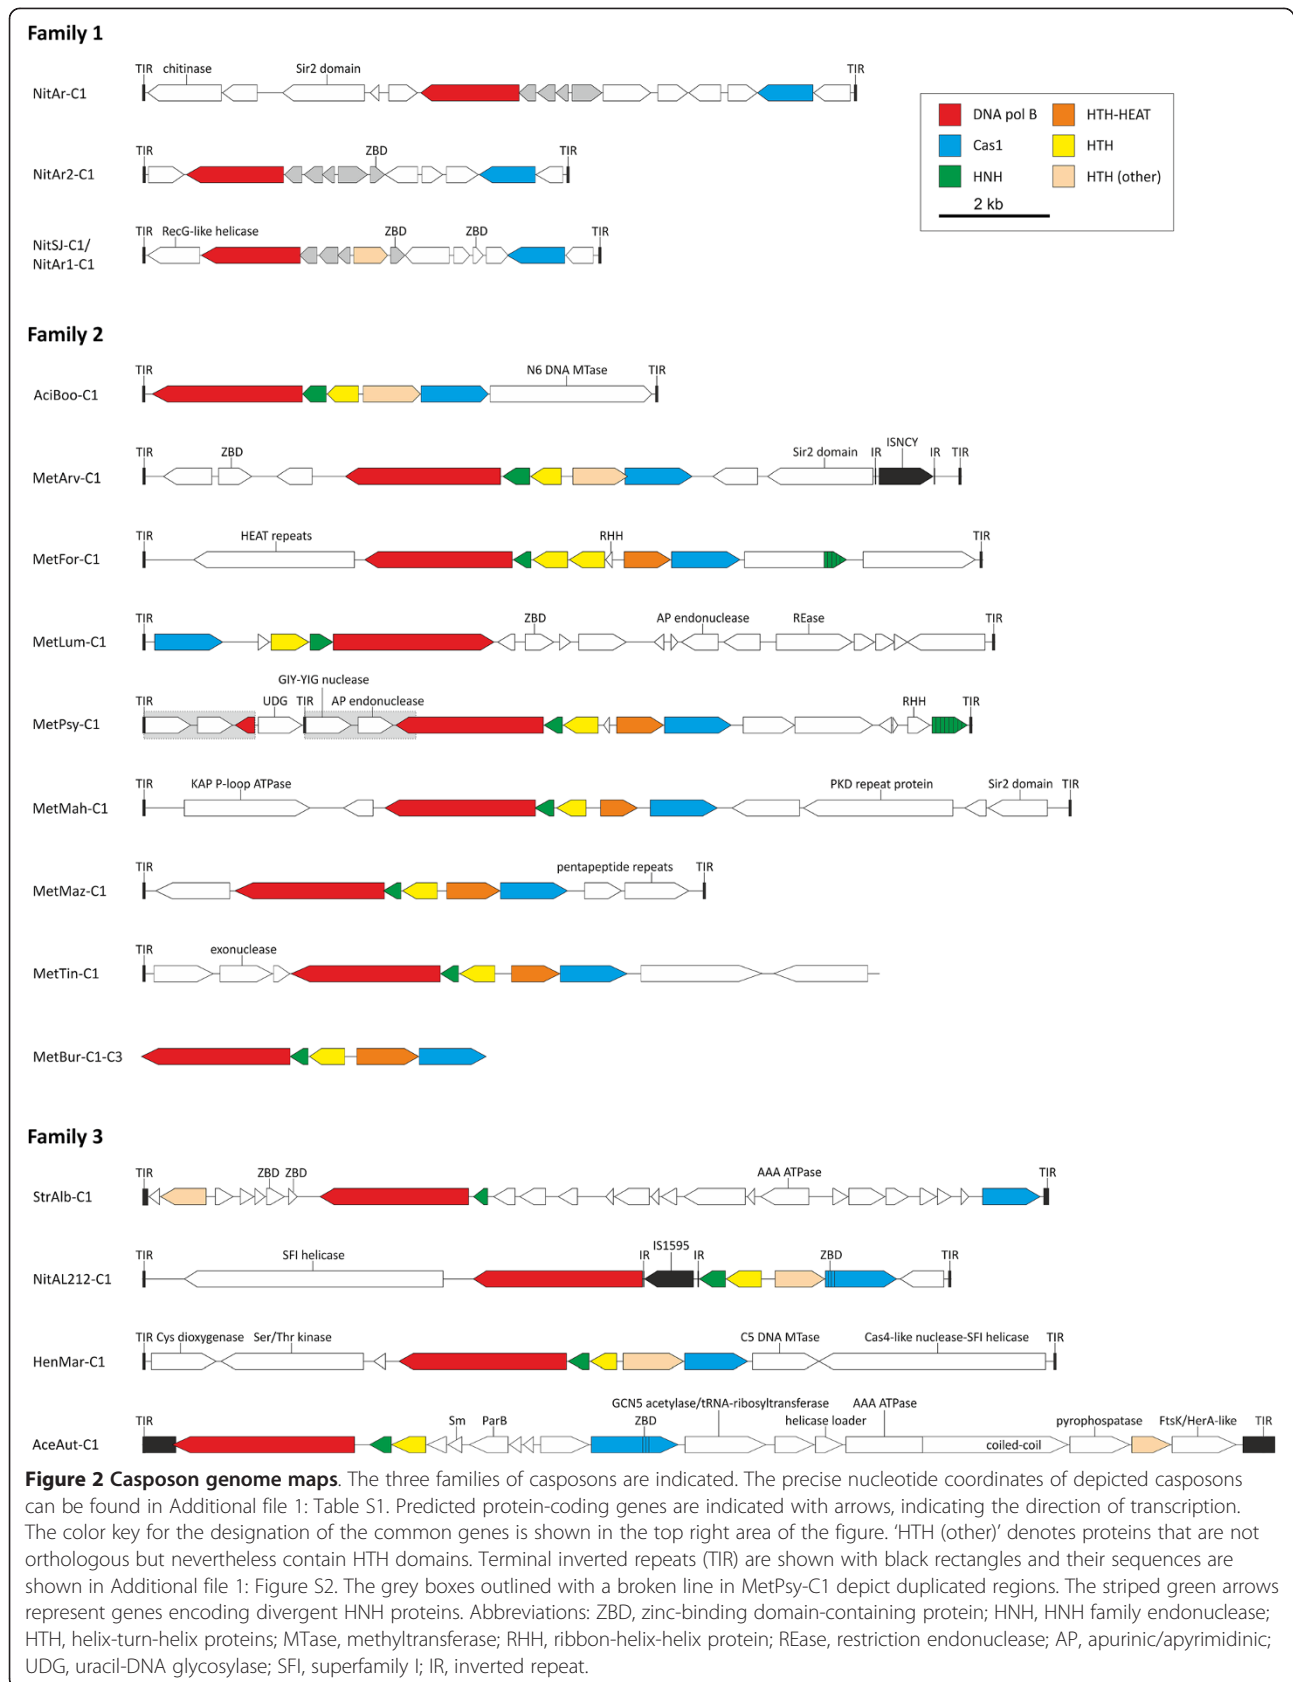 Family 1
TIR chitinase Sir2 domain TIR
NitAr-C1
DNA pol B HTH-HEAT
Cas1 HTH
HNH HTH (other)
2 kb
TIR ZBD TIR
NitAr2-C1
TIR RecG-like helicase ZBD ZBD TIR
NitSJ-C1/
NitAr1-C1
Family 2
TIR N6 DNA MTase TIR
AciBoo-C1
TIR ZBD Sir2 domain IR ISNCY IR TIR
MetArv-C1
TIR HEAT repeats RHH TIR
MetFor-C1
TIR ZBD AP endonuclease REase TIR
MetLum-C1
GIY-YIG nuclease
TIR UDG TIR AP endonuclease RHH TIR
MetPsy-C1
TIR KAP P-loop ATPase PKD repeat protein Sir2 domain TIR
MetMah-C1
TIR pentapeptide repeats TIR
MetMaz-C1
TIR exonuclease
MetTin-C1
MetBur-C1-C3
Family 3
TIR ZBD ZBD AAA ATPase TIR
StrAlb-C1
TIR SFI helicase IR IS1595 IR ZBD TIR
NitAL212-C1
TIR Cys dioxygenase Ser/Thr kinase C5 DNA MTase Cas4-like nuclease-SFI helicase TIR
HenMar-C1
GCN5 acetylase/tRNA-ribosyltransferase AAA ATPase
TIR Sm ParB ZBD helicase loader pyrophospatase FtsK/HerA-like TIR
AceAut-C1 coiled-coil
Figure 2 Casposon genome maps. The three families of casposons are indicated. The precise nucleotide coordinates of depicted casposons
can be found in Additional file 1: Table S1. Predicted protein-coding genes are indicated with arrows, indicating the direction of transcription.
The color key for the designation of the common genes is shown in the top right area of the figure. ‘HTH (other)’ denotes proteins that are not
orthologous but nevertheless contain HTH domains. Terminal inverted repeats (TIR) are shown with black rectangles and their sequences are
shown in Additional file 1: Figure S2. The grey boxes outlined with a broken line in MetPsy-C1 depict duplicated regions. The striped green arrows
represent genes encoding divergent HNH proteins. Abbreviations: ZBD, zinc-binding domain-containing protein; HNH, HNH family endonuclease;
HTH, helix-turn-helix proteins; MTase, methyltransferase; RHH, ribbon-helix-helix protein; REase, restriction endonuclease; AP, apurinic/apyrimidinic;
UDG, uracil-DNA glycosylase; SFI, superfamily I; IR, inverted repeat.